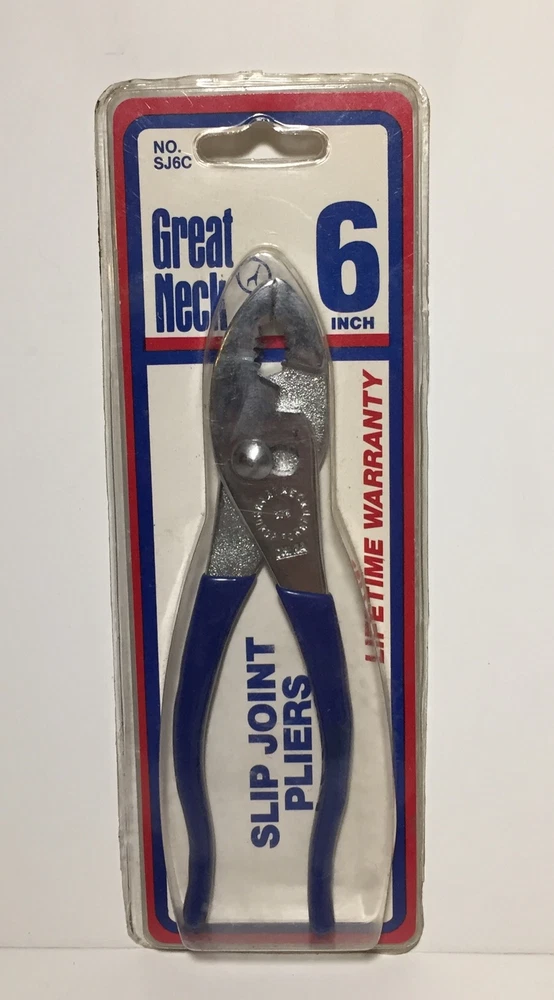 NO.
SJ6C
Great
Neck
6
INCH
LIFETIME WARRANTY
SLIP JOINT
PLIERS